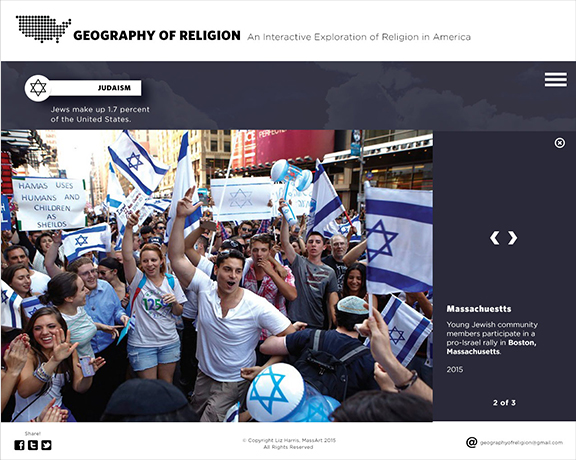 GEOGRAPHY OF RELIGION An Interactive Exploration of Religion in America
JUDAISM
Jews make up 1.7 percent
of the United States.
HAMAS USES
HUMANS AND
CHILDREN
AS
SHEILDS
125
Massachuestts
Young Jewish community
members participate in a
pro-Israel rally in Boston,
Massachusetts.
2015
2 of 3
Share!
© Copyright Liz Harris, MassArt 2015
All Rights Reserved
@ geographyofreligion@gmail.com